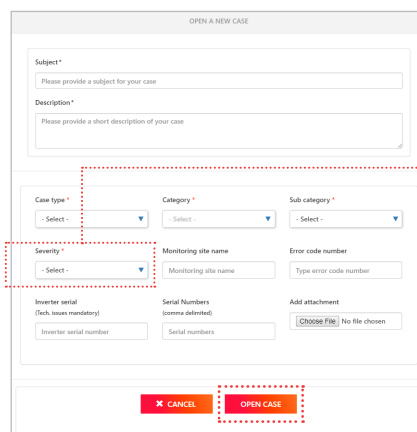 OPEN A NEW CASE
Subject*
Please provide a subject for your case
Description*
Please provide a short description of your case
Case type * Category * Sub category *
- Select - - Select - - Select -
Severity * Monitoring site name Error code number
- Select - Monitoring site name Type error code number
Inverter serial Serial Numbers Add attachment
(Tech. issues mandatory) (comma delimited)
Inverter serial number Serial numbers Choose File No file chosen
✖ CANCEL OPEN CASE